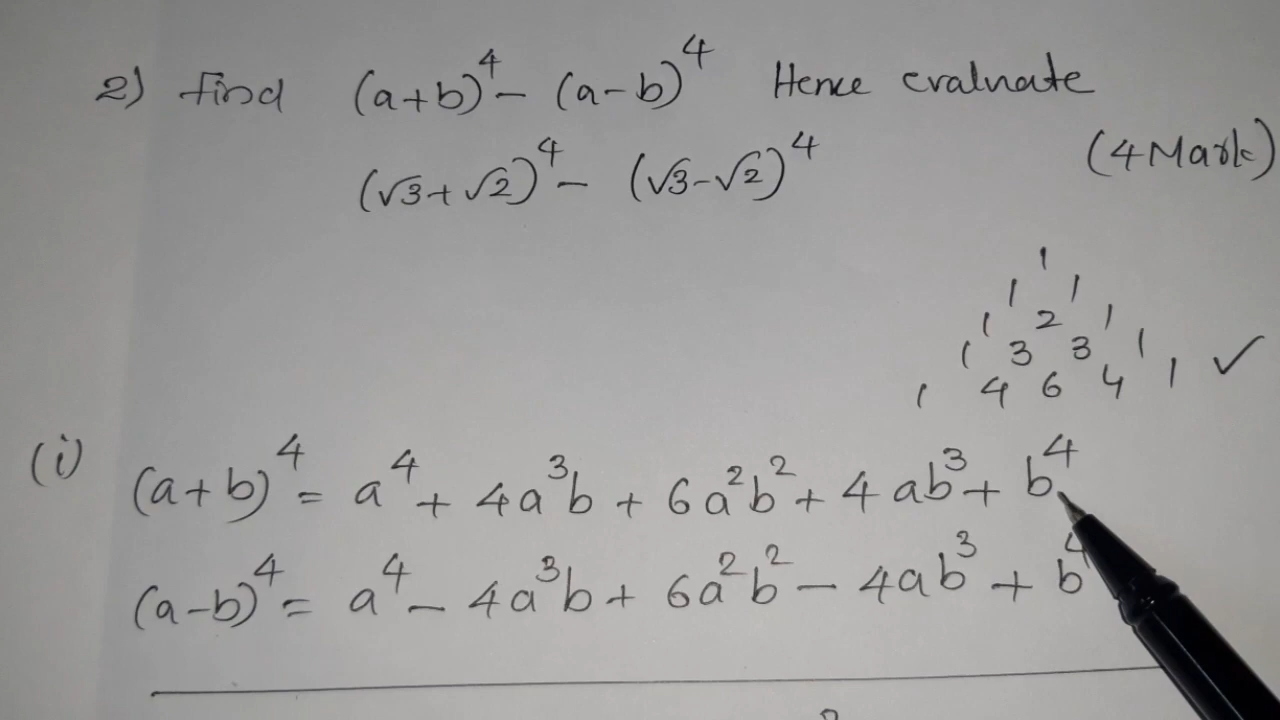 2) Find (a+b)⁴ − (a−b)⁴ Hence evaluate
(√3+√2)⁴ − (√3−√2)⁴
(4 Mark)
1
1 1
1 2 1
1 3 3 1
1 4 6 4 1 ✓
(i) (a+b)⁴ = a⁴ + 4a³b + 6a²b² + 4ab³ + b⁴
(a−b)⁴ = a⁴ − 4a³b + 6a²b² − 4ab³ + b⁴